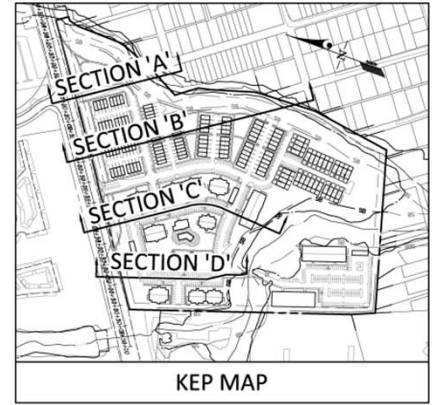 SECTION 'A'
SECTION 'B'
SECTION 'C'
SECTION 'D'
KEP MAP